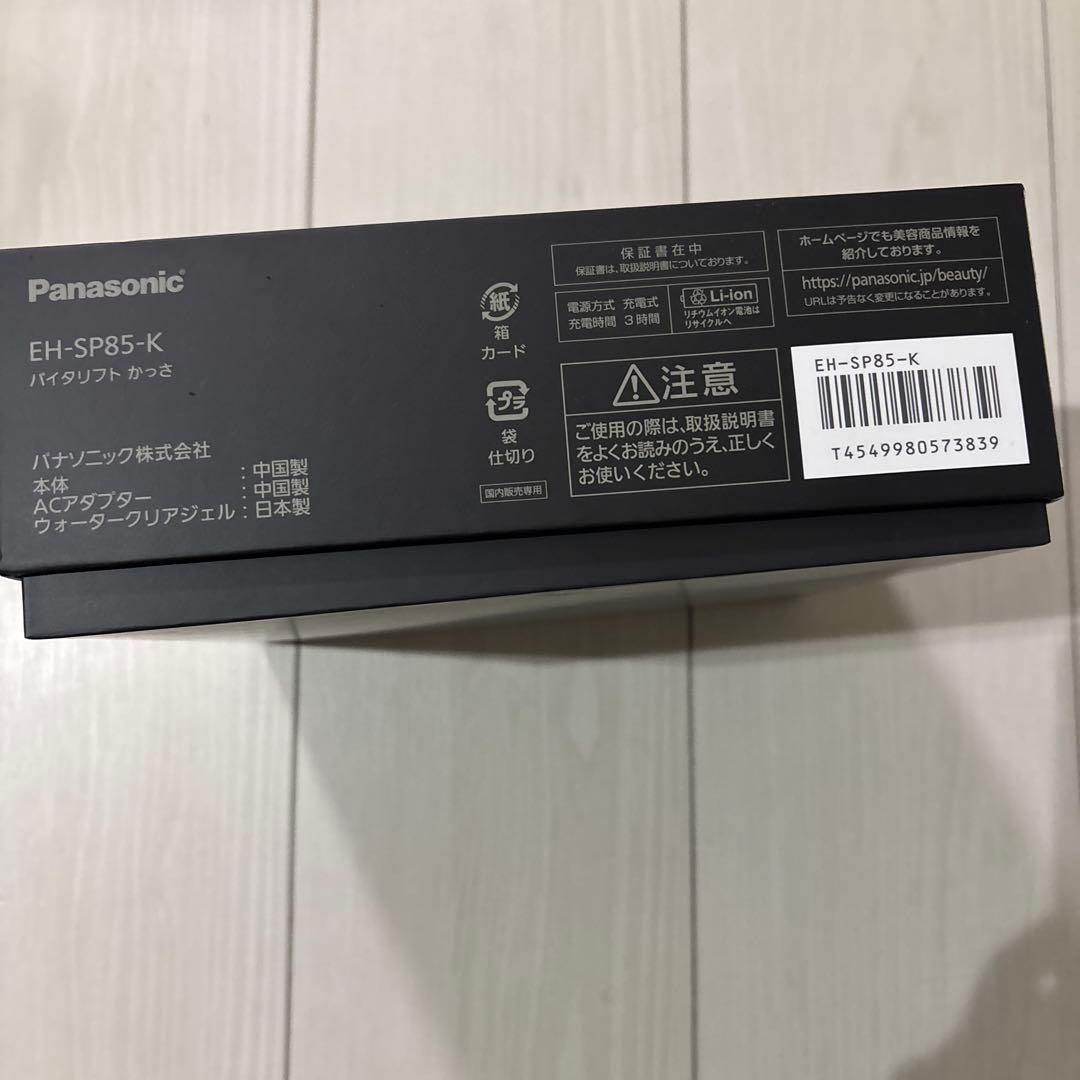 Panasonic
EH-SP85-K
バイタリフト かっさ
パナソニック株式会社
本体 : 中国製
ACアダプター : 中国製
ウォータークリアジェル : 日本製
紙
箱
カード
プラ
袋
仕切り
国内販売専用
保証書在中
保証書は、取扱説明書についております。
電源方式 充電式
充電時間 3時間
Li-ion
リチウムイオン電池は
リサイクルへ
注意
ご使用の際は、取扱説明書
をよくお読みのうえ、正しく
お使いください。
ホームページでも美容商品情報を
紹介しております。
https://panasonic.jp/beauty/
URLは予告なく変更になることがあります。
EH-SP85-K
T4549980573839